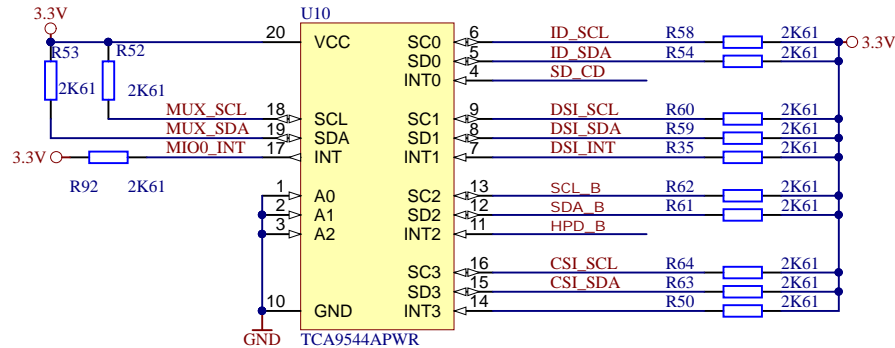 3.3V U10
20 VCC SC0 6 ID_SCL R58 2K61
R53 R52 SD0 5 ID_SDA R54 2K61 3.3V
INT0 4 SD_CD
2K61 2K61
MUX_SCL 18 SCL SC1 9 DSI_SCL R60 2K61
MUX_SDA 19 SDA SD1 8 DSI_SDA R59 2K61
3.3V MIO0_INT 17 INT INT1 7 DSI_INT R35 2K61
R92 2K61
1 A0 SC2 13 SCL_B R62 2K61
2 A1 SD2 12 SDA_B R61 2K61
3 A2 INT2 11 HPD_B
SC3 16 CSI_SCL R64 2K61
SD3 15 CSI_SDA R63 2K61
10 GND INT3 14 R50 2K61
GND TCA9544APWR